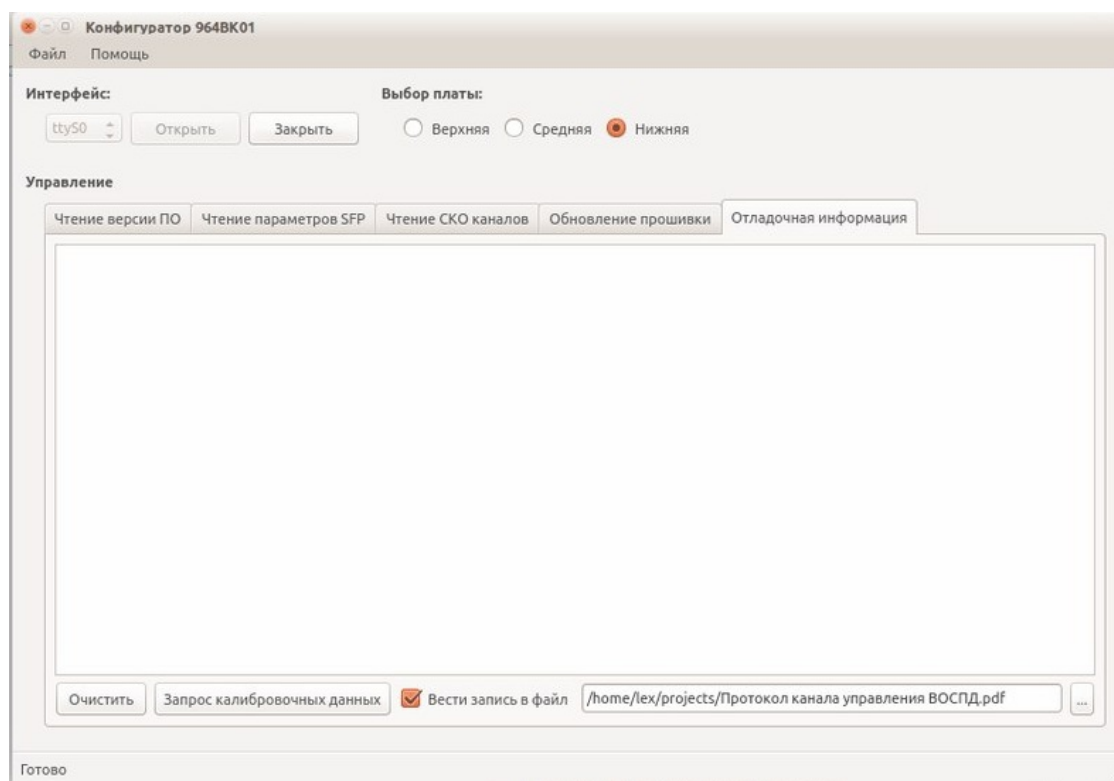 Конфигуратор 964ВК01
Файл Помощь
Интерфейс: Выбор платы:
ttyS0 Открыть Закрыть Верхняя Средняя Нижняя
Управление
Чтение версии ПО Чтение параметров SFP Чтение СКО каналов Обновление прошивки Отладочная информация
Очистить Запрос калибровочных данных Вести запись в файл /home/lex/projects/Протокол канала управления ВОСПД.pdf ...
Готово